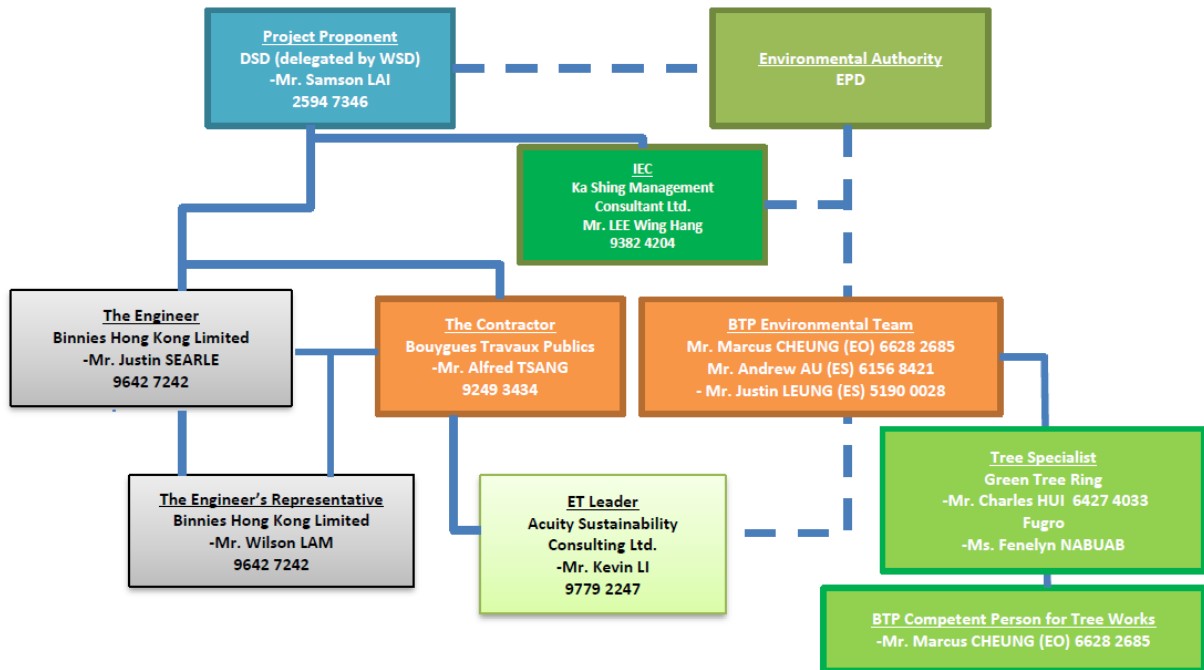 Project Proponent
DSD (delegated by WSD)
-Mr. Samson LAI
2594 7346
Environmental Authority
EPD
IEC
Ka Shing Management
Consultant Ltd.
Mr. LEE Wing Hang
9382 4204
The Engineer
Binnies Hong Kong Limited
-Mr. Justin SEARLE
9642 7242
The Contractor
Bouygues Travaux Publics
-Mr. Alfred TSANG
9249 3434
BTP Environmental Team
Mr. Marcus CHEUNG (EO) 6628 2685
Mr. Andrew AU (ES) 6156 8421
- Mr. Justin LEUNG (ES) 5190 0028
The Engineer's Representative
Binnies Hong Kong Limited
-Mr. Wilson LAM
9642 7242
ET Leader
Acuity Sustainability
Consulting Ltd.
-Mr. Kevin LI
9779 2247
Tree Specialist
Green Tree Ring
-Mr. Charles HUI 6427 4033
Fugro
-Ms. Fenelyn NABUAB
BTP Competent Person for Tree Works
-Mr. Marcus CHEUNG (EO) 6628 2685